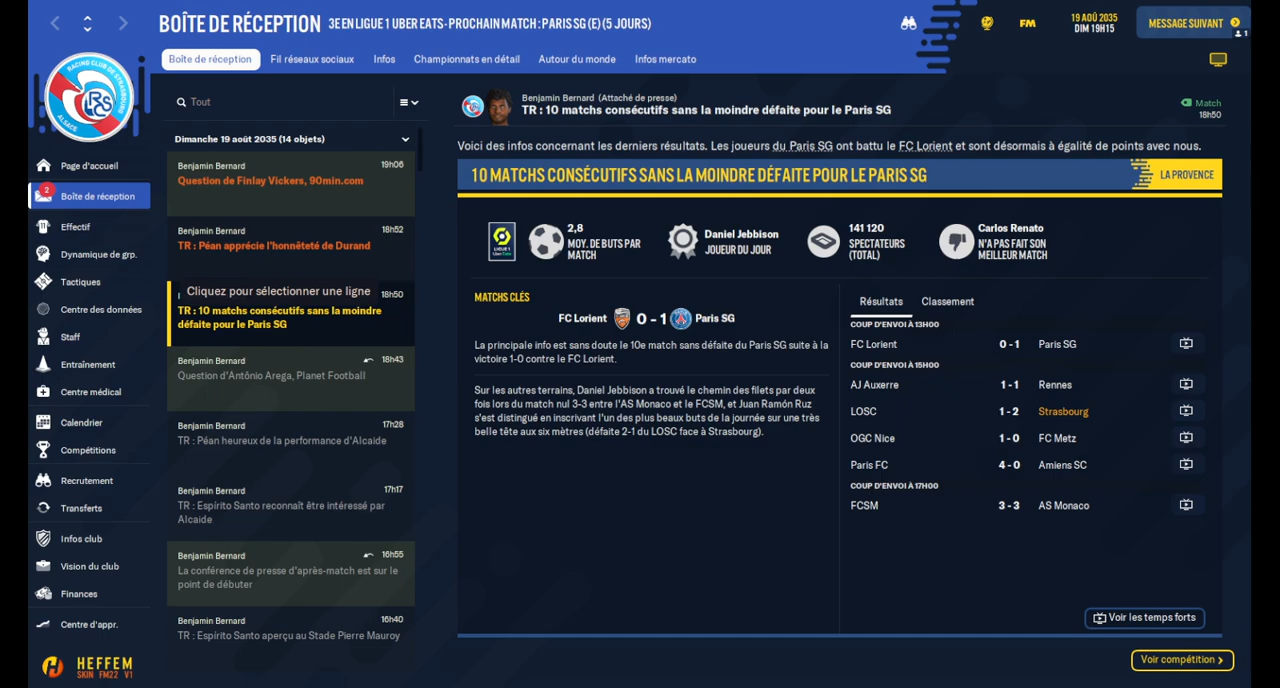 BOÎTE DE RÉCEPTION 3E EN LIGUE 1 UBER EATS - PROCHAIN MATCH : PARIS SG (E) (5 JOURS)
FM
19 AOÛ 2035
DIM 19H15
MESSAGE SUIVANT
1
Boîte de réception
Fil réseaux sociaux
Infos
Championnats en détail
Autour du monde
Infos mercato
RACING CLUB DE STRASBOURG
ALSACE
Page d'accueil
2
Boîte de réception
Effectif
Dynamique de grp.
Tactiques
Centre des données
Staff
Entraînement
Centre médical
Calendrier
Compétitions
Recrutement
Transferts
Infos club
Vision du club
Finances
Centre d'appr.
HEFFEM
SKIN FM22 V1
Tout
Dimanche 19 août 2035 (14 objets)
Benjamin Bernard 19h06
Question de Finlay Vickers, 90min.com
Benjamin Bernard 18h52
TR : Péan apprécie l'honnêteté de Durand
Cliquez pour sélectionner une ligne 18h50
TR : 10 matchs consécutifs sans la moindre
défaite pour le Paris SG
Benjamin Bernard 18h43
Question d'Antônio Arega, Planet Football
Benjamin Bernard 17h28
TR : Péan heureux de la performance d'Alcaide
Benjamin Bernard 17h17
TR : Espírito Santo reconnaît être intéressé par
Alcaide
Benjamin Bernard 16h55
La conférence de presse d'après-match est sur le
point de débuter
Benjamin Bernard 16h40
TR : Espírito Santo aperçu au Stade Pierre Mauroy
Benjamin Bernard (Attaché de presse)
TR : 10 matchs consécutifs sans la moindre défaite pour le Paris SG
Match
18h50
Voici des infos concernant les derniers résultats. Les joueurs du Paris SG ont battu le FC Lorient et sont désormais à égalité de points avec nous.
10 MATCHS CONSÉCUTIFS SANS LA MOINDRE DÉFAITE POUR LE PARIS SG
LA PROVENCE
2,8
MOY. DE BUTS PAR
MATCH
Daniel Jebbison
JOUEUR DU JOUR
141 120
SPECTATEURS
(TOTAL)
Carlos Renato
N'A PAS FAIT SON
MEILLEUR MATCH
MATCHS CLÉS
FC Lorient 0 - 1 Paris SG
La principale info est sans doute le 10e match sans défaite du Paris SG suite à la
victoire 1-0 contre le FC Lorient.
Sur les autres terrains, Daniel Jebbison a trouvé le chemin des filets par deux
fois lors du match nul 3-3 entre l'AS Monaco et le FCSM, et Juan Ramón Ruz
s'est distingué en inscrivant l'un des plus beaux buts de la journée sur une très
belle tête aux six mètres (défaite 2-1 du LOSC face à Strasbourg).
Résultats
Classement
COUP D'ENVOI À 13H00
FC Lorient 0 - 1 Paris SG
COUP D'ENVOI À 15H00
AJ Auxerre 1 - 1 Rennes
LOSC 1 - 2 Strasbourg
OGC Nice 1 - 0 FC Metz
Paris FC 4 - 0 Amiens SC
COUP D'ENVOI À 17H00
FCSM 3 - 3 AS Monaco
Voir les temps forts
Voir compétition